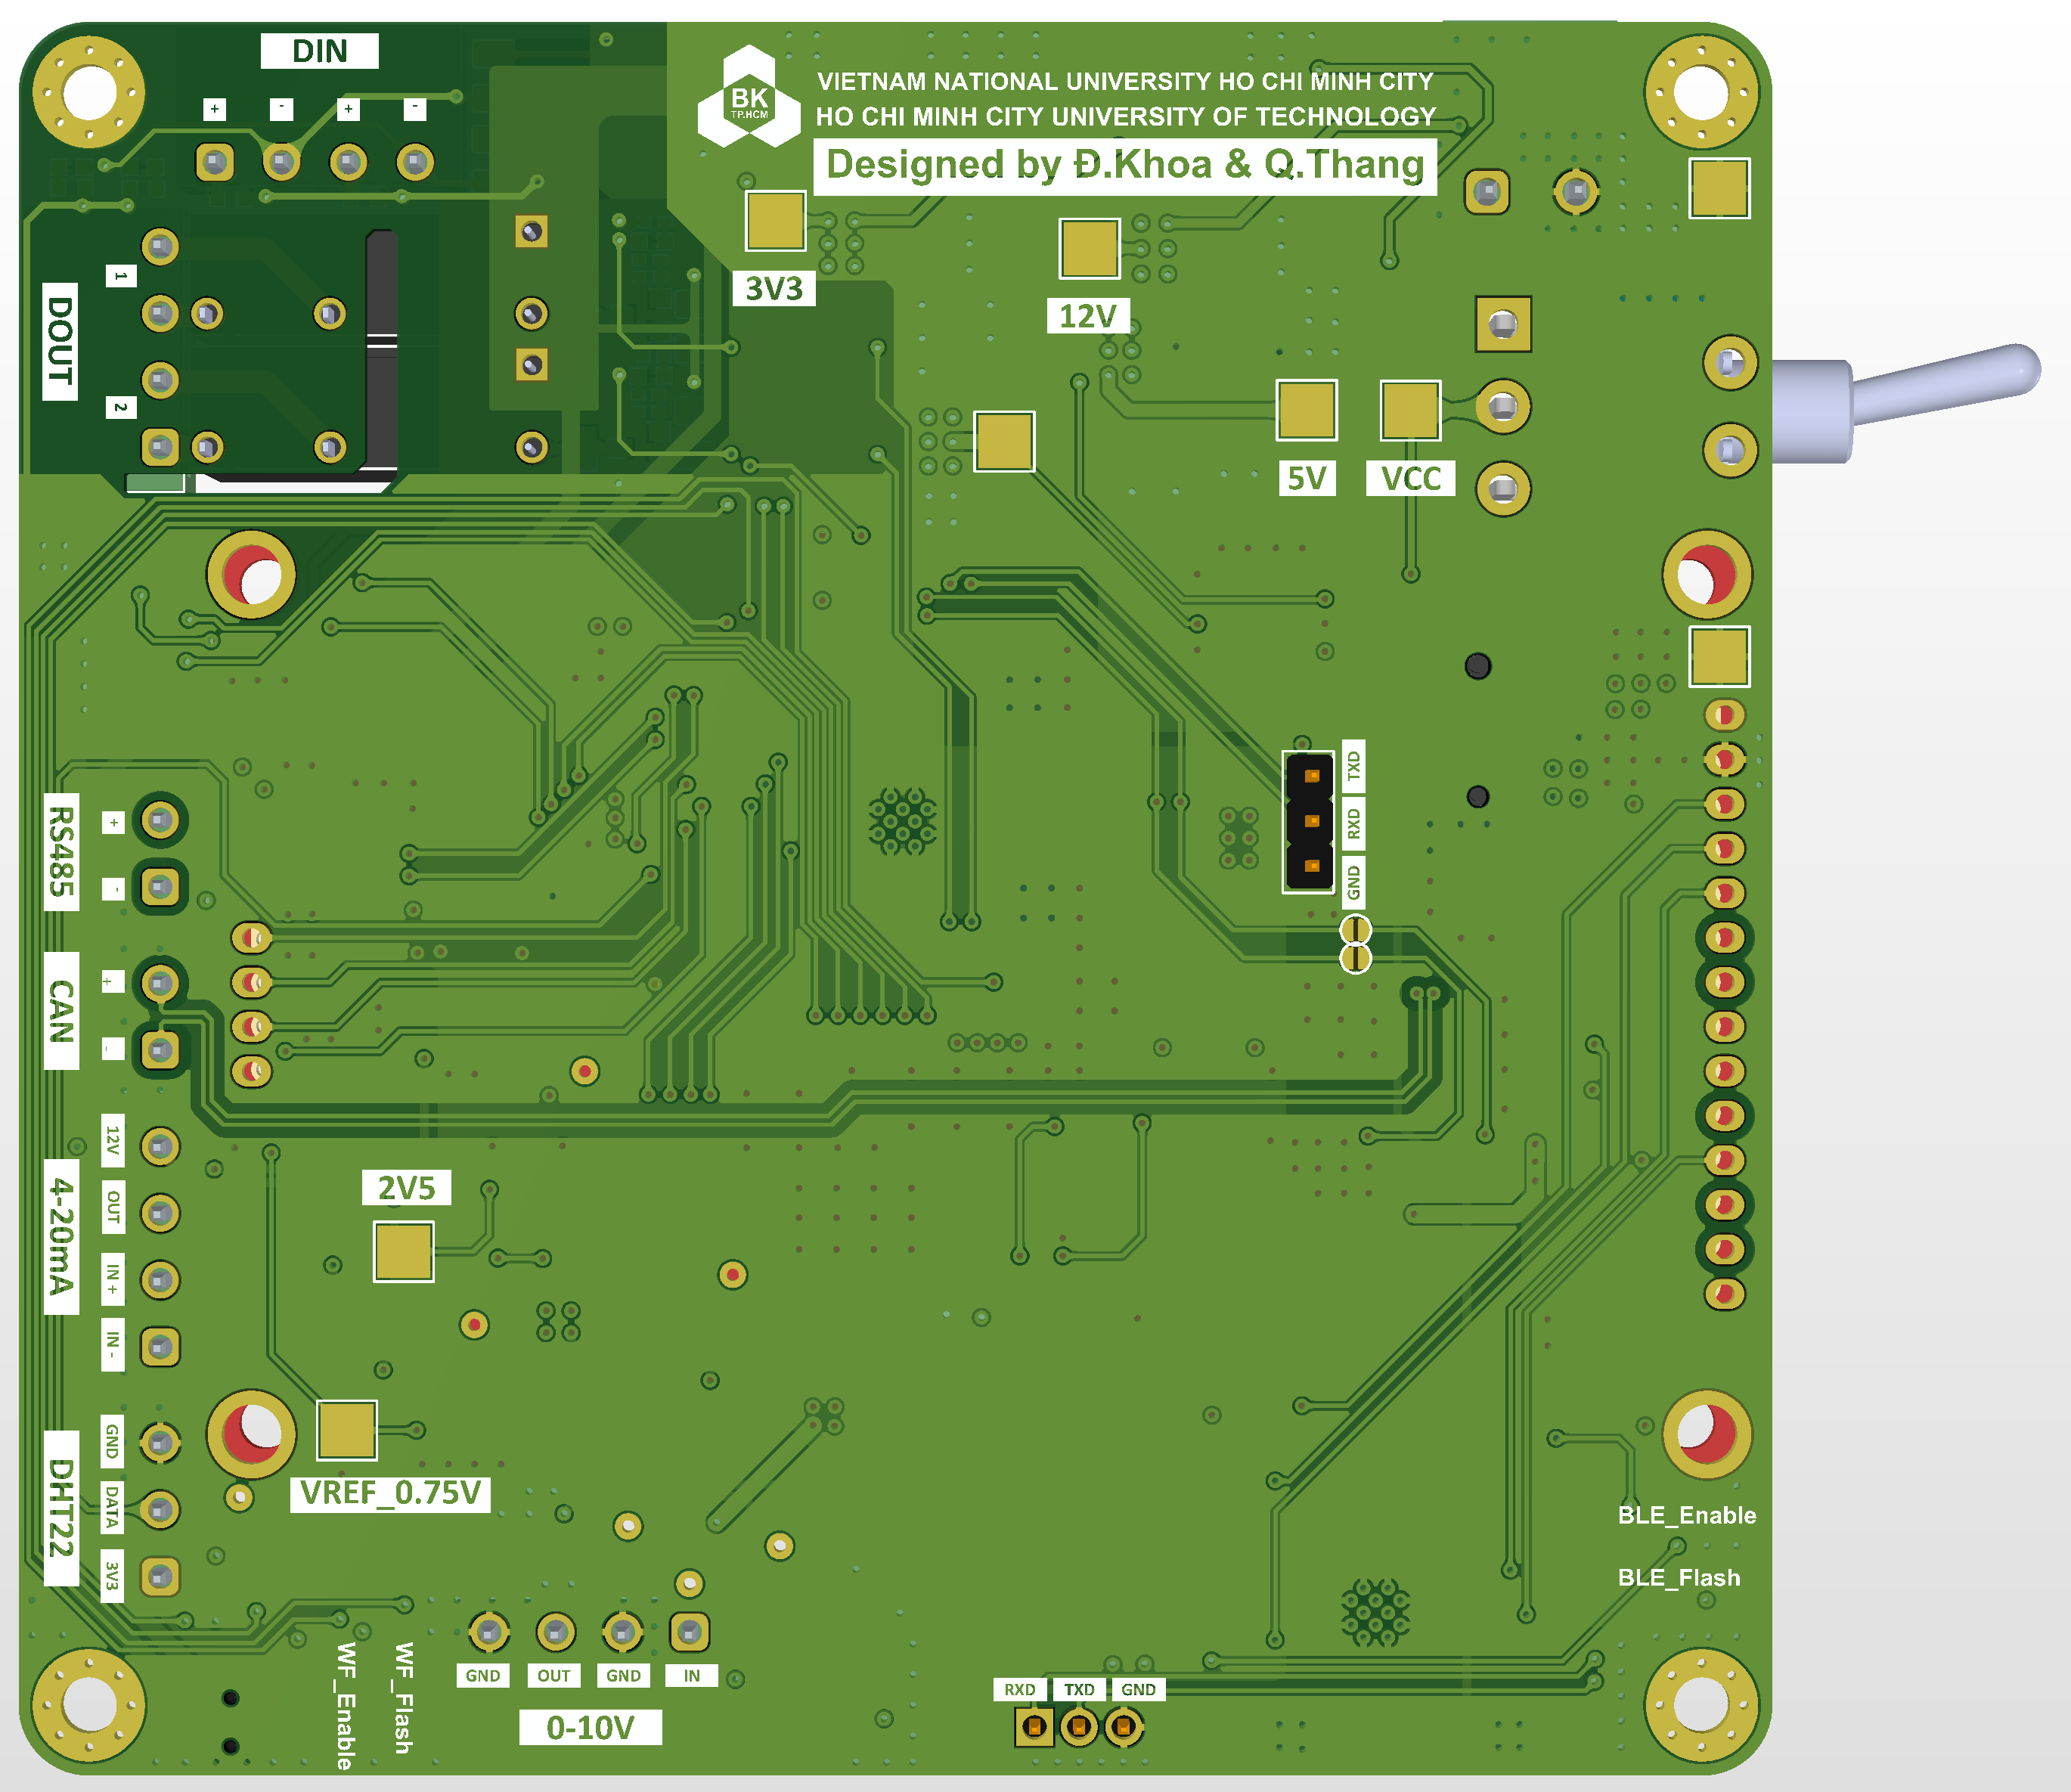 DIN
+ - + -
BK
TP.HCM
VIETNAM NATIONAL UNIVERSITY HO CHI MINH CITY
HO CHI MINH CITY UNIVERSITY OF TECHNOLOGY
Designed by Đ.Khoa & Q.Thang
DOUT
1
2
3V3
12V
5V
VCC
TXD
RXD
GND
RS485
+
-
CAN
+
-
4-20mA
12V
OUT
IN +
IN -
2V5
DHT22
GND
DATA
3V3
VREF_0.75V
BLE_Enable
BLE_Flash
WF_Enable
WF_Flash
GND OUT GND IN
0-10V
RXD TXD GND